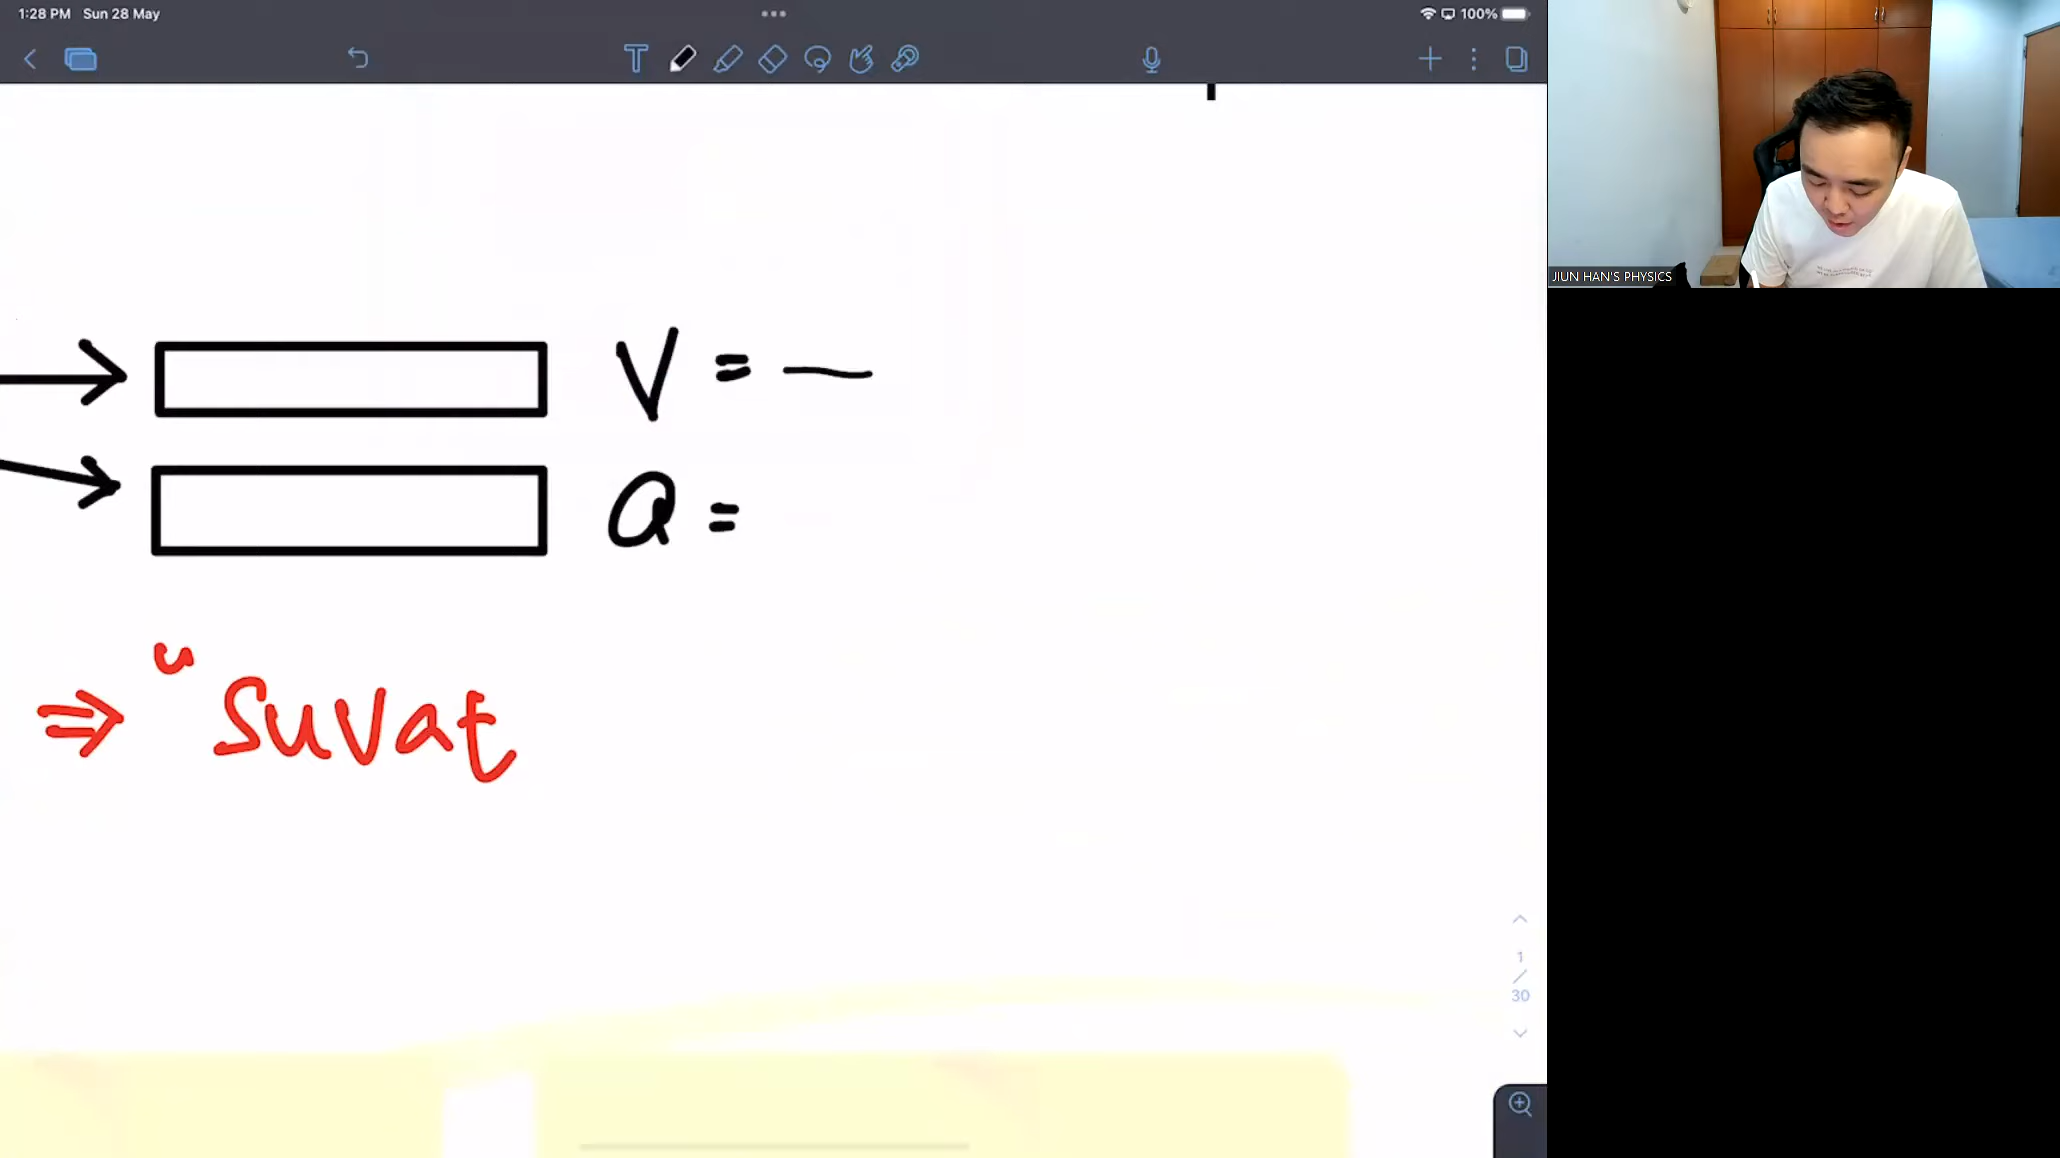 1:28 PM Sun 28 May
100%
JIUN HAN'S PHYSICS
V = —
a =
⇒ " suvat
1
/
30